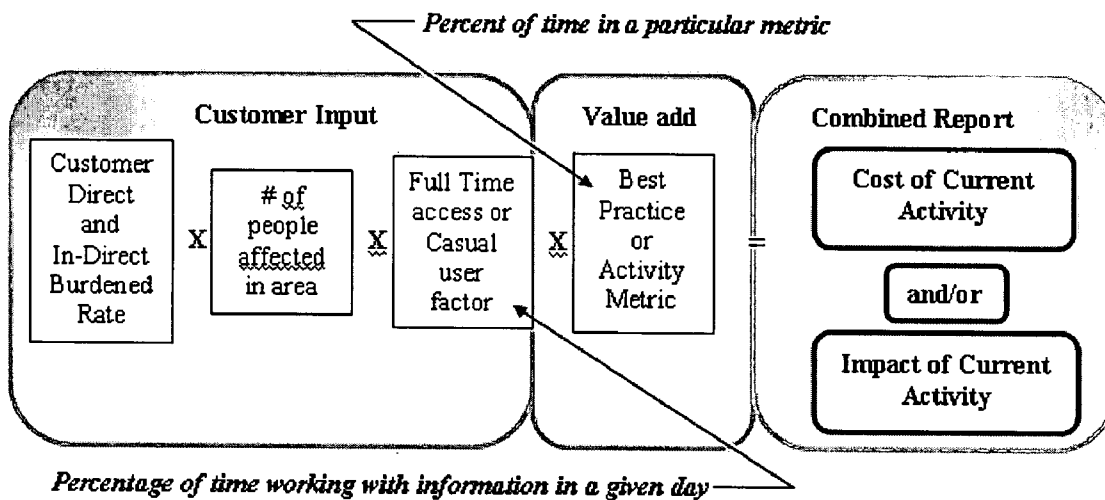 Percent of time in a particular metric
Customer Input
Customer
Direct
and
In-Direct
Burdened
Rate
X
# of
people
affected
in area
X
Full Time
access or
Casual
user
factor
X
Value add
Best
Practice
or
Activity
Metric
=
Combined Report
Cost of Current
Activity
and/or
Impact of Current
Activity
Percentage of time working with information in a given day